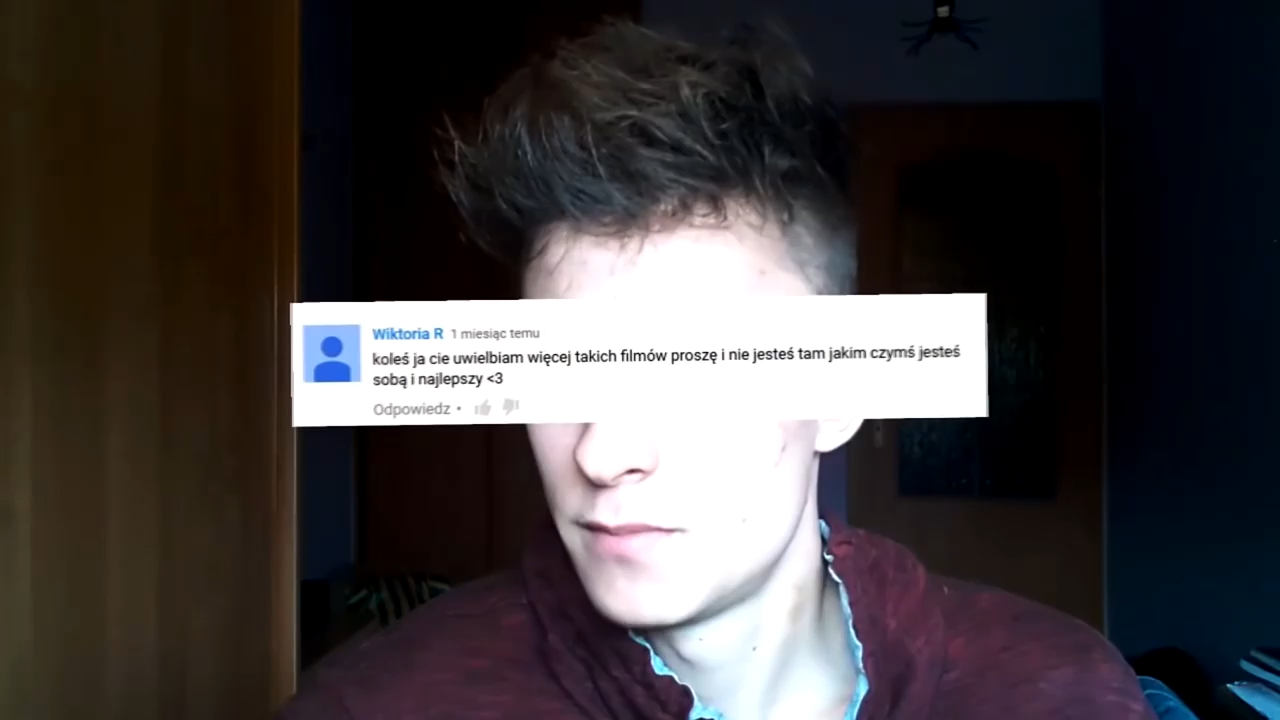 Wiktoria R 1 miesiąc temu
koleś ja cie uwielbiam więcej takich filmów proszę i nie jesteś tam jakim czymś jesteś
sobą i najlepszy <3
Odpowiedz •